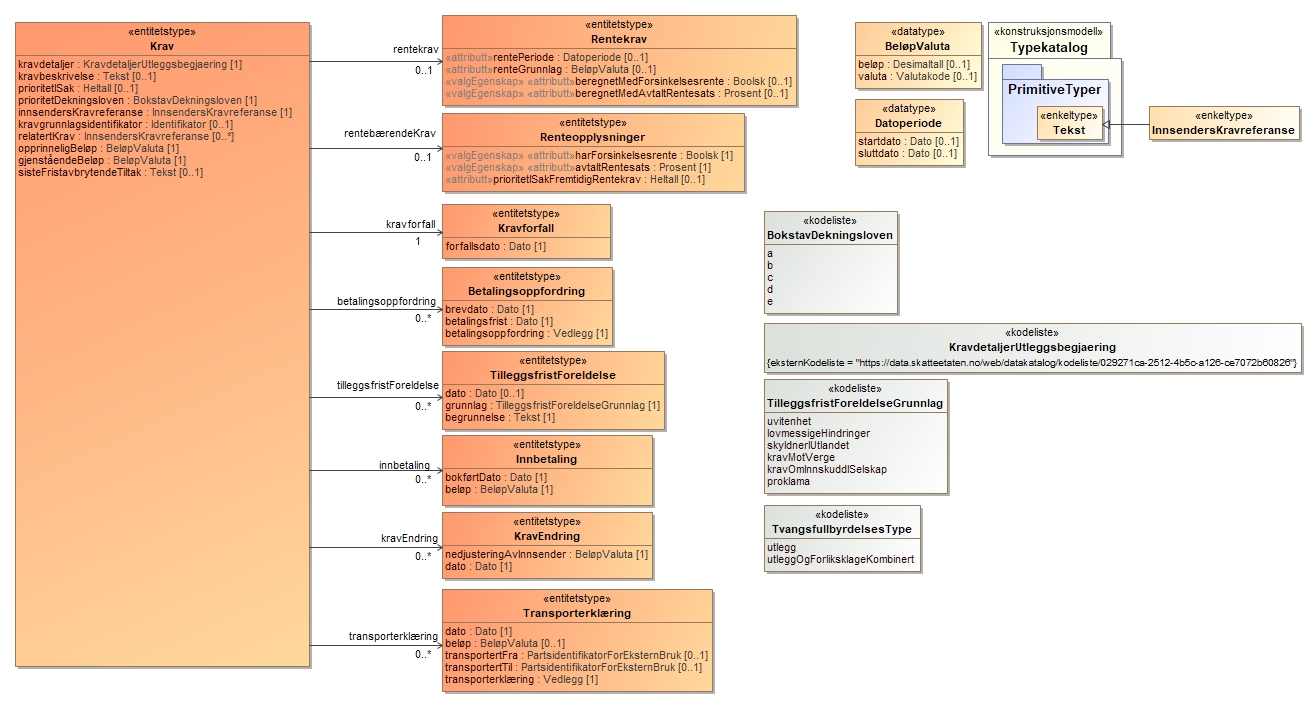 «entitetstype»
Krav
kravdetaljer : KravdetaljerUtleggsbegjaering [1]
kravbeskrivelse : Tekst [0..1]
prioritetISak : Heltall [0..1]
prioritetDekningsloven : BokstavDekningsloven [1]
innsendersKravreferanse : InnsendersKravreferanse [1]
kravgrunnlagsidentifikator : Identifikator [0..1]
relatertKrav : InnsendersKravreferanse [0..*]
opprinneligBeløp : BeløpValuta [1]
gjenståendeBeløp : BeløpValuta [1]
sisteFristavbrytendeTiltak : Tekst [0..1]
rentekrav
0..1
«entitetstype»
Rentekrav
«attributt»rentePeriode : Datoperiode [0..1]
«attributt»renteGrunnlag : BeløpValuta [0..1]
«valgEgenskap» «attributt»beregnetMedForsinkelsesrente : Boolsk [0..1]
«valgEgenskap» «attributt»beregnetMedAvtaltRentesats : Prosent [0..1]
rentebærendeKrav
0..1
«entitetstype»
Renteopplysninger
«valgEgenskap» «attributt»harForsinkelsesrente : Boolsk [1]
«valgEgenskap» «attributt»avtaltRentesats : Prosent [1]
«attributt»prioritetISakFremtidigRentekrav : Heltall [0..1]
kravforfall
1
«entitetstype»
Kravforfall
forfallsdato : Dato [1]
betalingsoppfordring
0..*
«entitetstype»
Betalingsoppfordring
brevdato : Dato [1]
betalingsfrist : Dato [1]
betalingsoppfordring : Vedlegg [1]
tilleggsfristForeldelse
0..*
«entitetstype»
TilleggsfristForeldelse
dato : Dato [0..1]
grunnlag : TilleggsfristForeldelseGrunnlag [1]
begrunnelse : Tekst [1]
innbetaling
0..*
«entitetstype»
Innbetaling
bokførtDato : Dato [1]
beløp : BeløpValuta [1]
kravEndring
0..*
«entitetstype»
KravEndring
nedjusteringAvInnsender : BeløpValuta [1]
dato : Dato [1]
transporterklæring
0..*
«entitetstype»
Transporterklæring
dato : Dato [1]
beløp : BeløpValuta [0..1]
transportertFra : PartsidentifikatorForEksternBruk [0..1]
transportertTil : PartsidentifikatorForEksternBruk [0..1]
transporterklæring : Vedlegg [1]
«datatype»
BeløpValuta
beløp : Desimaltall [0..1]
valuta : Valutakode [0..1]
«datatype»
Datoperiode
startdato : Dato [0..1]
sluttdato : Dato [0..1]
«konstruksjonsmodell»
Typekatalog
PrimitiveTyper
«enkeltype»
Tekst
«enkeltype»
InnsendersKravreferanse
«kodeliste»
BokstavDekningsloven
a
b
c
d
e
«kodeliste»
KravdetaljerUtleggsbegjaering
{eksternKodeliste = "https://data.skatteetaten.no/web/datakatalog/kodeliste/029271ca-2512-4b5c-a126-ce7072b60826"}
«kodeliste»
TilleggsfristForeldelseGrunnlag
uvitenhet
lovmessigeHindringer
skyldnerIUtlandet
kravMotVerge
kravOmInnskuddISelskap
proklama
«kodeliste»
TvangsfullbyrdelsesType
utlegg
utleggOgForliksklageKombinert